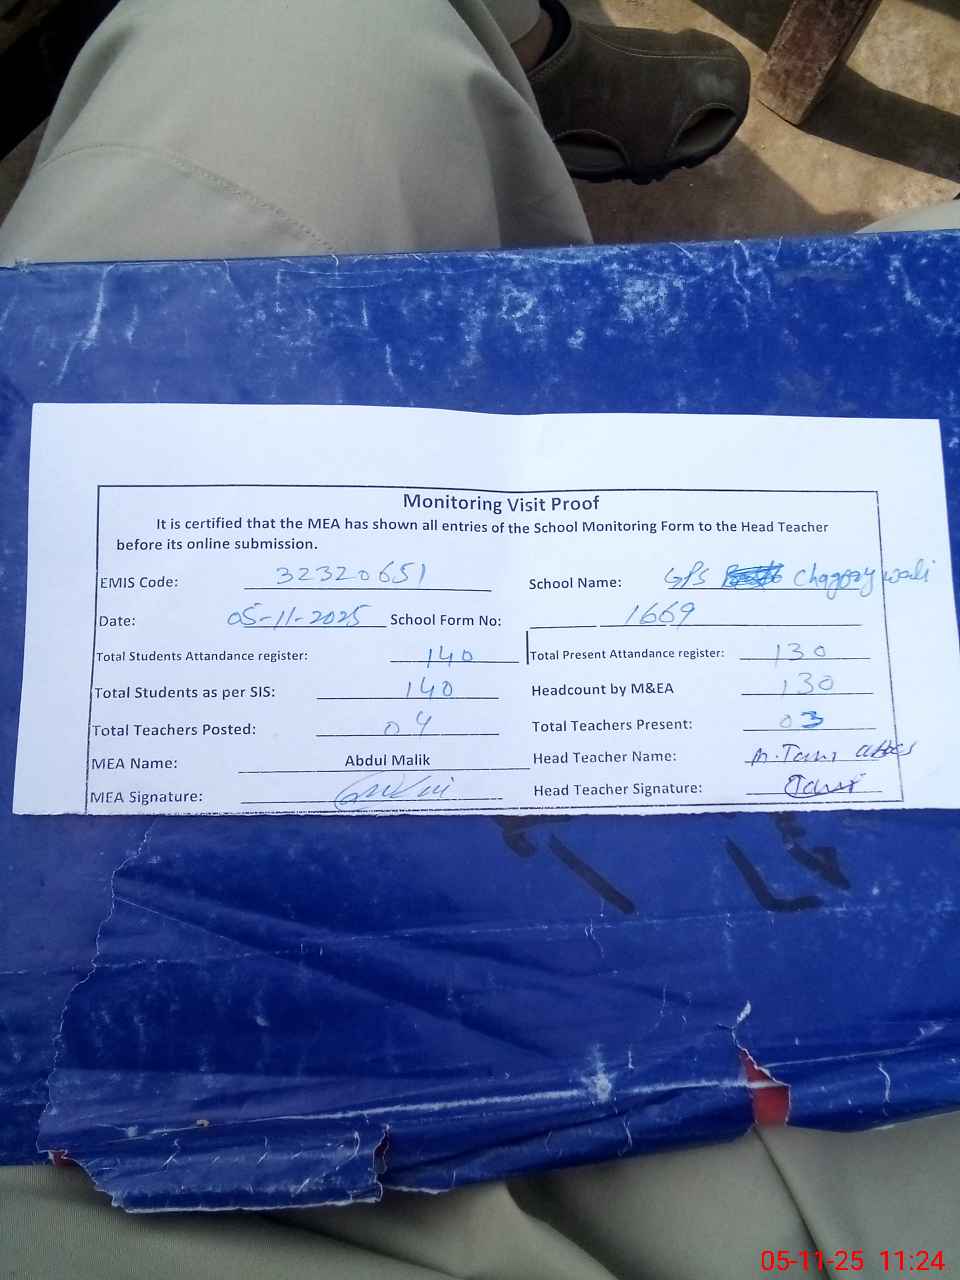 Monitoring Visit Proof
It is certified that the MEA has shown all entries of the School Monitoring Form to the Head Teacher
before its online submission.
EMIS Code: 32320651 School Name: GPS Chagozy wali
Date: 05-11-2025 School Form No: 1669
Total Students Attandance register: 140 Total Present Attandance register: 130
Total Students as per SIS: 140 Headcount by M&EA 130
Total Teachers Posted: 04 Total Teachers Present: 03
MEA Name: Abdul Malik Head Teacher Name: M.
MEA Signature: Head Teacher Signature:
05-11-25 11:24